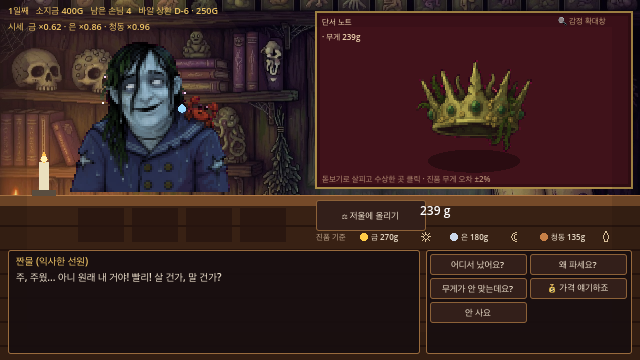 1일째 소지금 400G 남은 손님 4 바알 상환 D-6 · 250G
시세 금 ×0.62 · 은 ×0.86 · 청동 ×0.96
단서 노트
🔍 감정 확대창
· 무게 239g
돋보기로 살피고 수상한 곳 클릭 · 진품 무게 오차 ±2%
⚖ 저울에 올리기
239 g
진품 기준 금 270g 은 180g 청동 135g
짠물 (익사한 선원)
주, 주웠... 아니 원래 내 거야! 빨리! 살 건가, 말 건가?
어디서 났어요?
왜 파세요?
무게가 안 맞는데요?
💰 가격 얘기하죠
안 사요